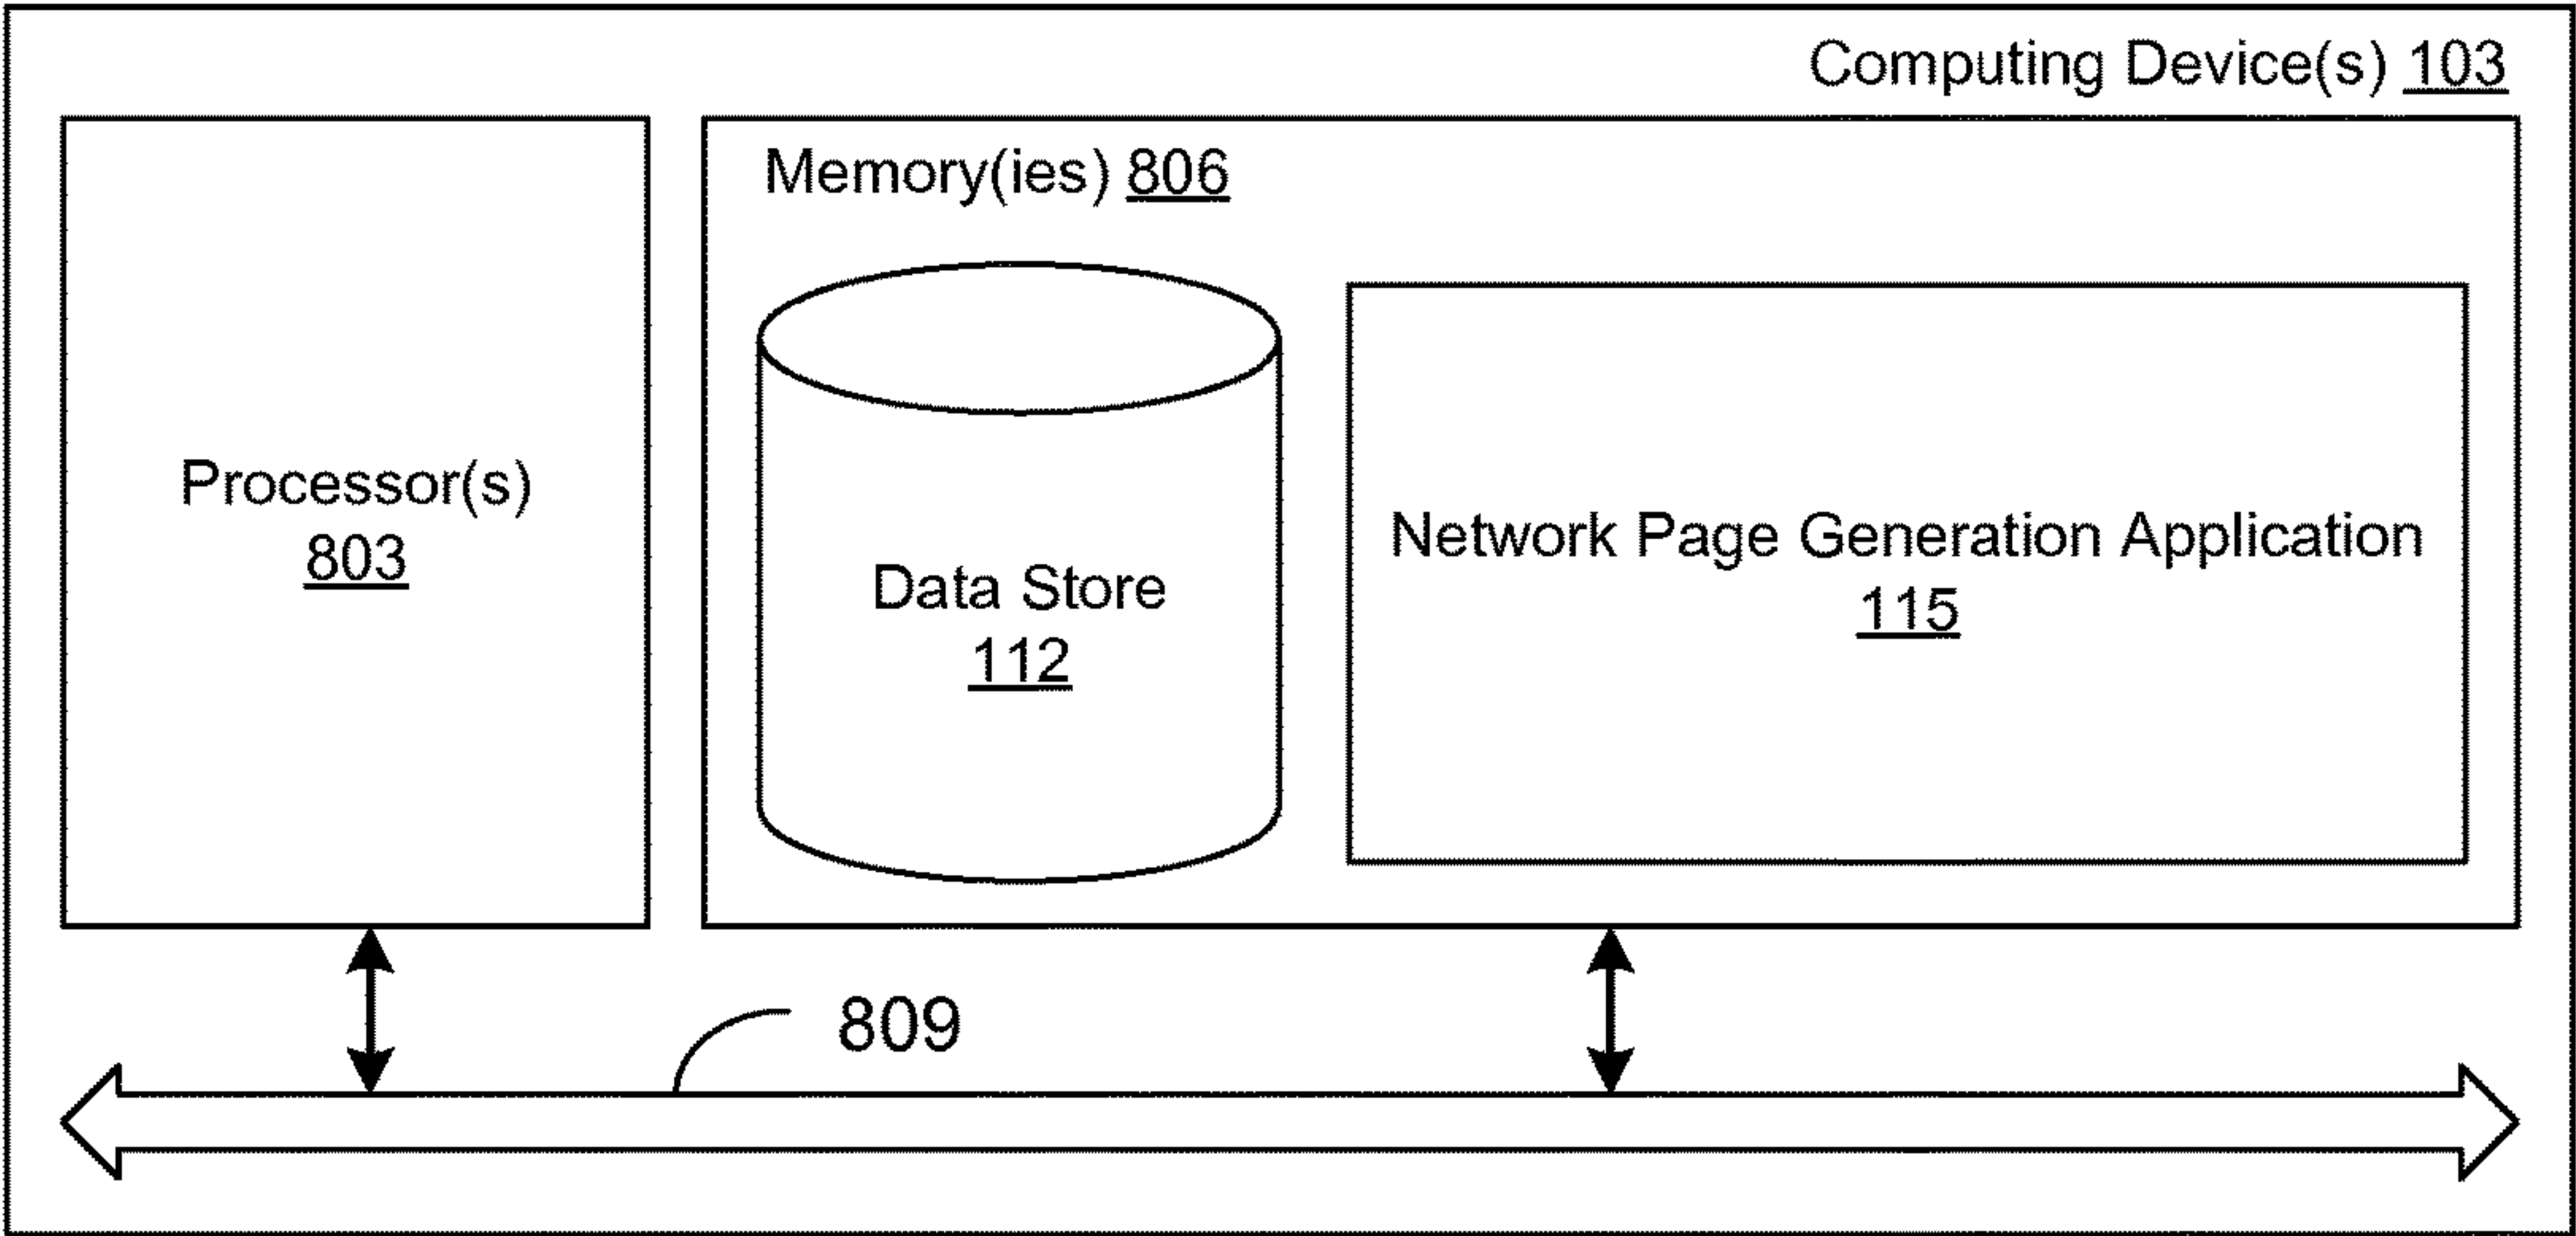 Computing Device(s) 103
Memory(ies) 806
Processor(s)
803
Data Store
112
Network Page Generation Application
115
809